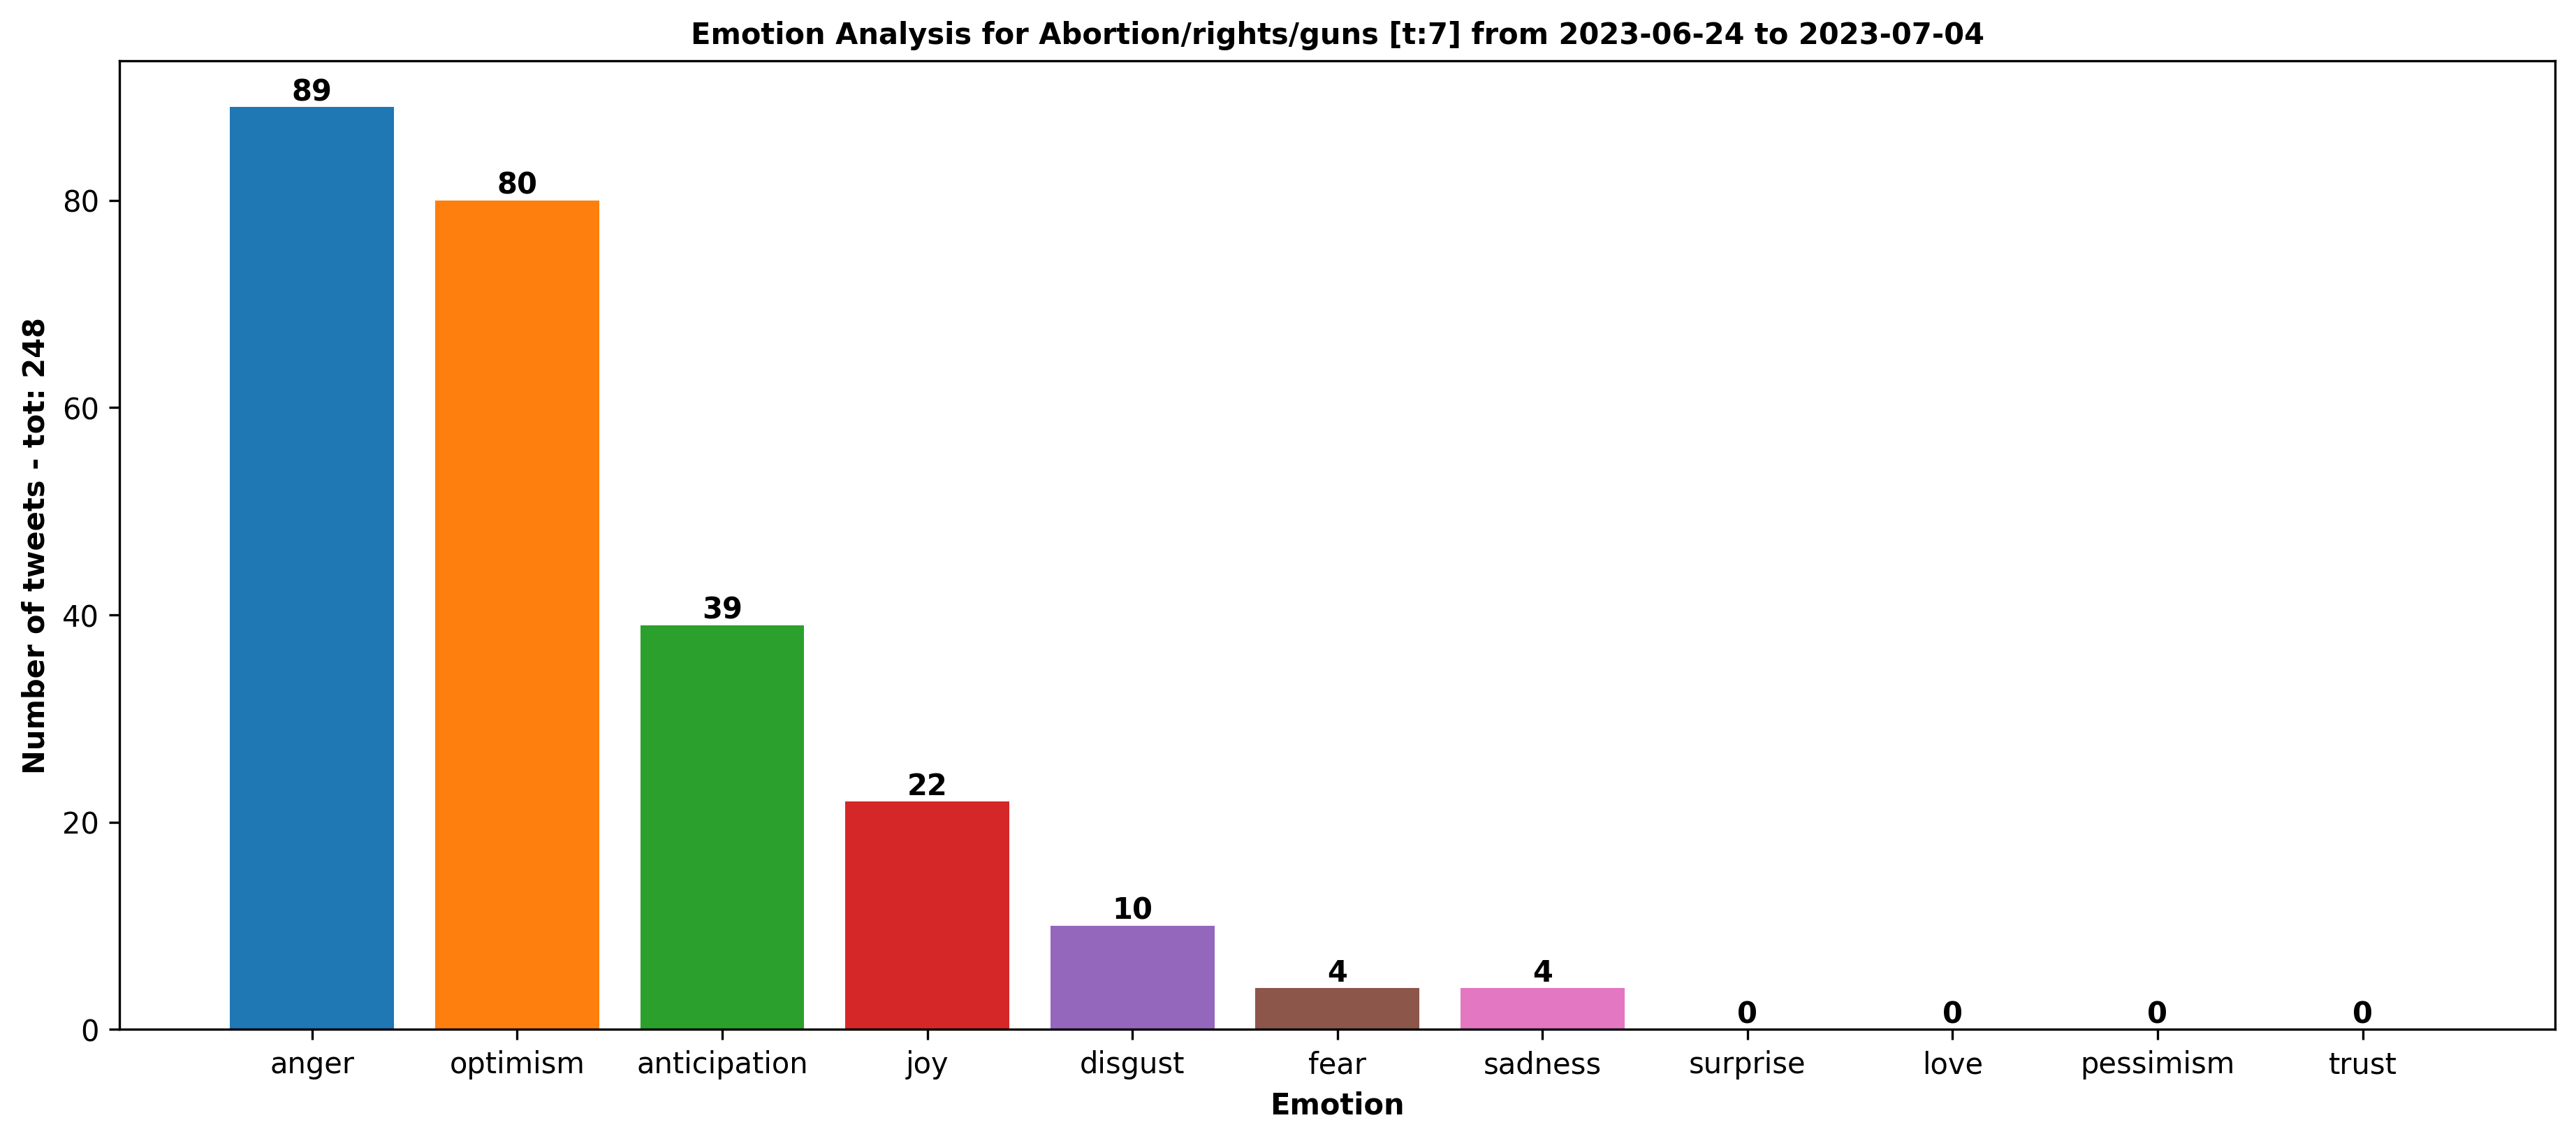 Emotion Analysis for Abortion/rights/guns [t:7] from 2023-06-24 to 2023-07-04
Number of tweets - tot: 248
80
60
40
20
0
89
80
39
22
10
4
4
0
0
0
0
anger
optimism
anticipation
joy
disgust
fear
sadness
surprise
love
pessimism
trust
Emotion